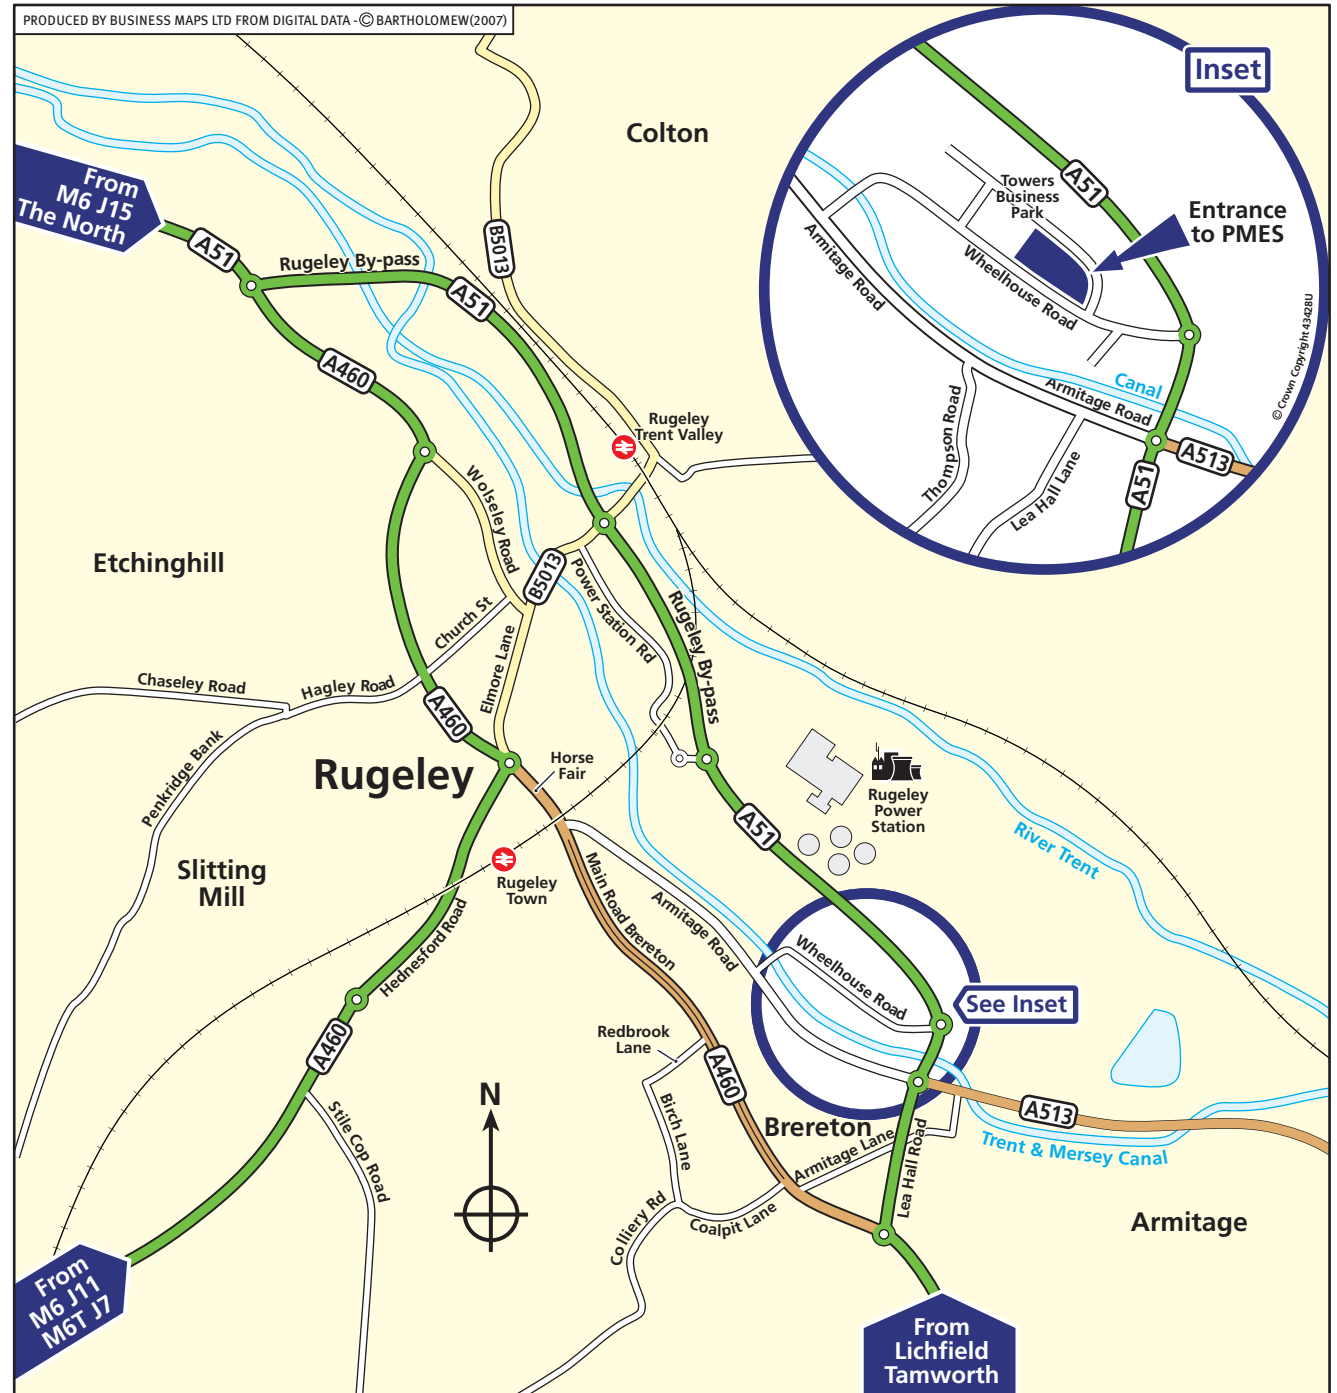 PRODUCED BY BUSINESS MAPS LTD FROM DIGITAL DATA - © BARTHOLOMEW(2007)
Inset
Colton
From
M6 J15
The North
A51
Rugeley By-pass
A51
B5013
A460
A51
Towers
Business
Park
Entrance
to PMES
Armitage Road
Wheelhouse Road
© Crown Copyright 43428U
Canal
Armitage Road
Thompson Road
Lea Hall Lane
A513
A51
Rugeley
Trent Valley
Wolseley Road
Etchinghill
B5013
Power Station Rd
Rugeley By-pass
Church St
Elmore Lane
Chaseley Road
Hagley Road
A460
Penkridge Bank
Rugeley
Horse
Fair
Rugeley
Power
Station
A51
River Trent
Slitting
Mill
Rugeley
Town
Main Road Brereton
Armitage Road
Hednesford Road
Wheelhouse Road
See Inset
Redbrook
Lane
A460
A460
N
Birch Lane
Stile Cop Road
Brereton
A513
Armitage Lane
Lea Hall Road
Trent & Mersey Canal
Colliery Rd
Coalpit Lane
Armitage
From
M6 J11
M6T J7
From
Lichfield
Tamworth